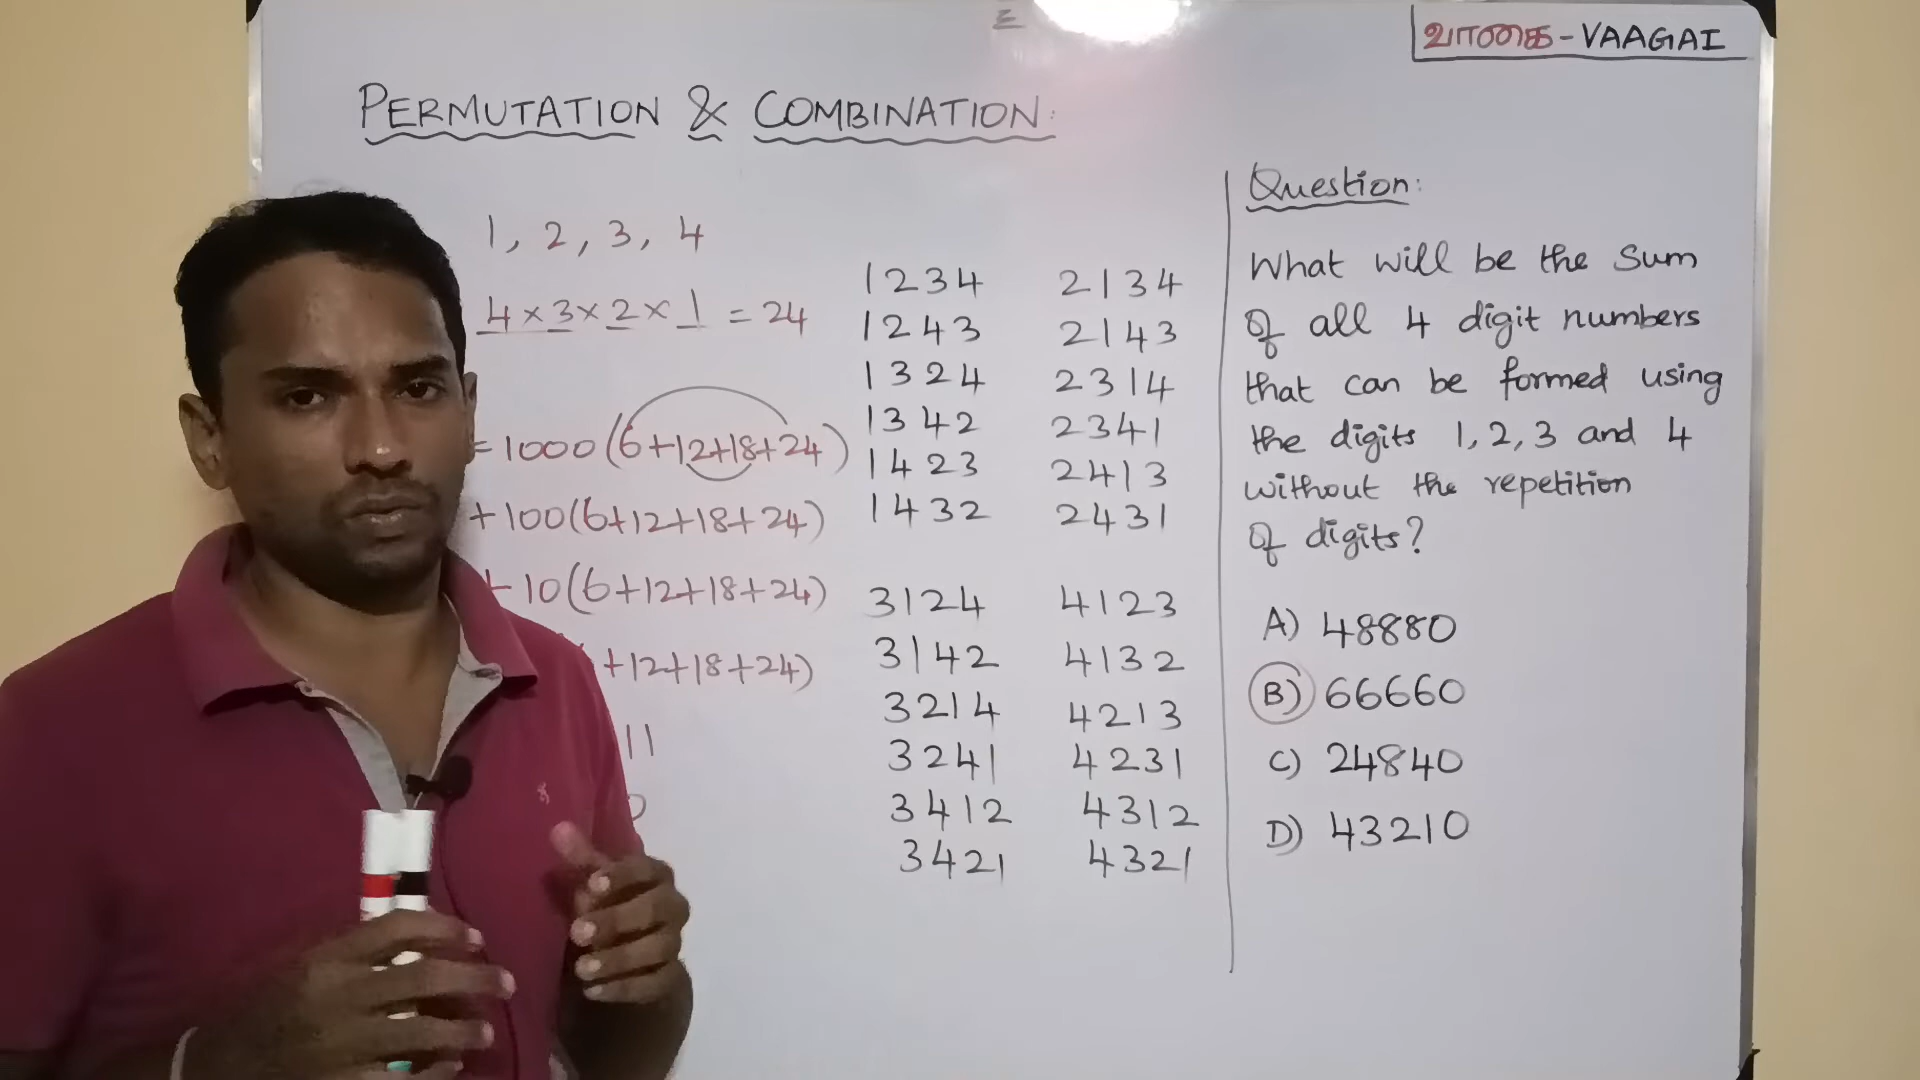 வாகை - VAAGAI
PERMUTATION & COMBINATION:
1, 2, 3, 4
4 × 3 × 2 × 1 = 24
= 1000 (6+12+18+24)
+ 100 (6+12+18+24)
+ 10 (6+12+18+24)
+12+18+24)
11
0
1234 2134
1243 2143
1324 2314
1342 2341
1423 2413
1432 2431
3124 4123
3142 4132
3214 4213
3241 4231
3412 4312
3421 4321
Question:
What will be the Sum
Of all 4 digit numbers
that can be formed using
the digits 1, 2, 3 and 4
without the repetition
Of digits?
A) 48880
B) 66660
C) 24840
D) 43210